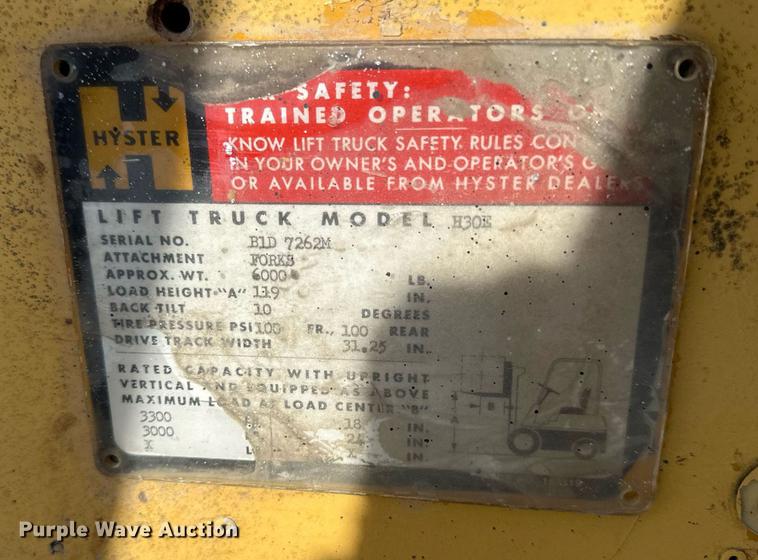 HYSTER
SAFETY:
TRAINED OPERATORS
KNOW LIFT TRUCK SAFETY RULES
IN YOUR OWNER'S AND OPERATOR'S
OR AVAILABLE FROM HYSTER DEALERS
LIFT TRUCK MODEL H30E
SERIAL NO. B1D 7262M
ATTACHMENT FORKS
APPROX. WT. 6000 LB.
LOAD HEIGHT "A" 119 IN.
BACK TILT 10 DEGREES
TIRE PRESSURE PSI 100 FR., 100 REAR
DRIVE TRACK WIDTH 31.25 IN.
RATED CAPACITY WITH UPRIGHT
VERTICAL AND EQUIPPED AS ABOVE
MAXIMUM LOAD AT LOAD CENTER "B"
3300 18 IN.
3000 24 IN.
X X IN.
B
A
Purple Wave Auction